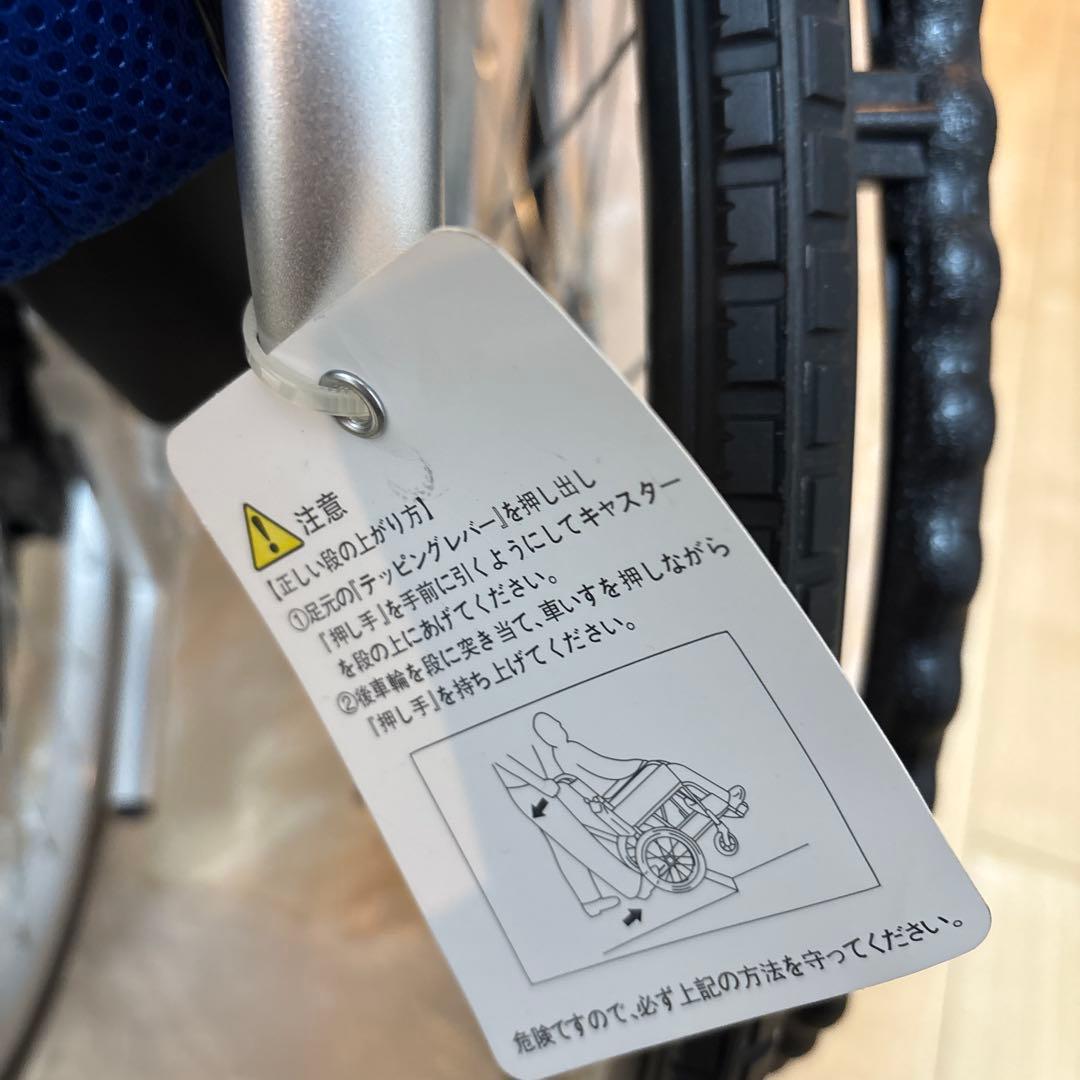 注意
【正しい段の上がり方】
①足元の『テッピングレバー』を押し出し
『押し手』を手前に引くようにしてキャスター
を段の上にあげてください。
②後車輪を段に突き当て、車いすを押しながら
『押し手』を持ち上げてください。
危険ですので、必ず上記の方法を守ってください。